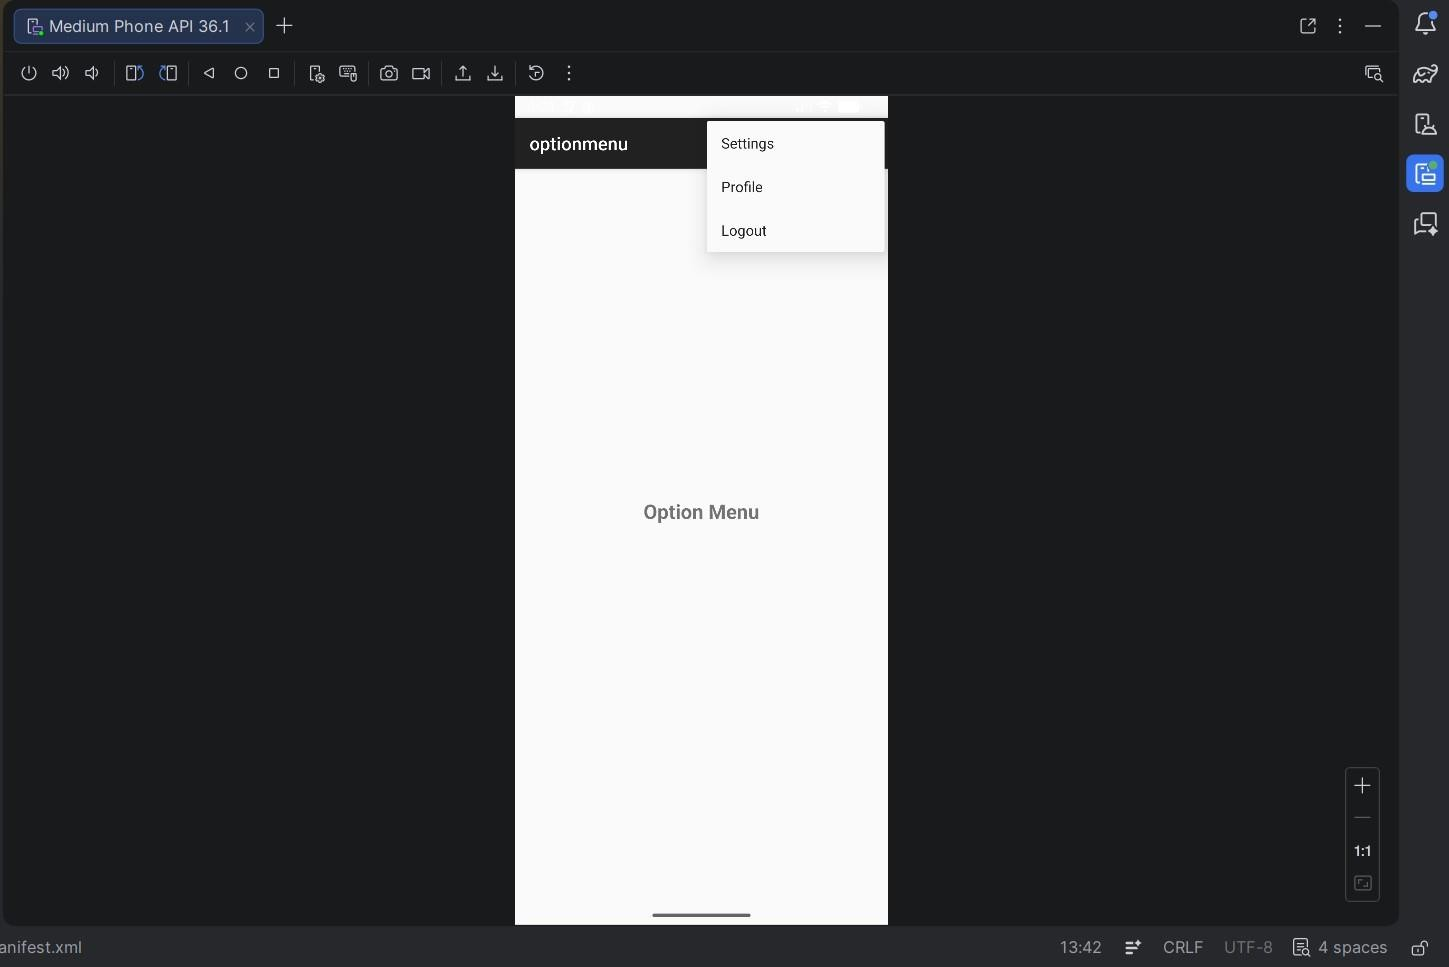 Medium Phone API 36.1
optionmenu
Settings
Profile
Logout
Option Menu
1:1
anifest.xml
13:42 CRLF UTF-8 4 spaces